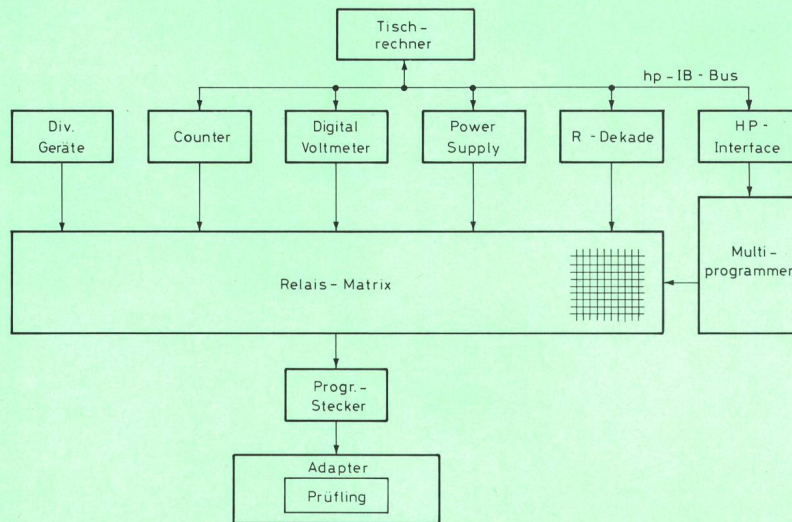 Tisch-
rechner
hp-IB-Bus
Div.
Geräte
Counter
Digital
Voltmeter
Power
Supply
R-Dekade
HP-
Interface
Relais-Matrix
Multi-
programmer
Progr.-
Stecker
Adapter
Prüfling